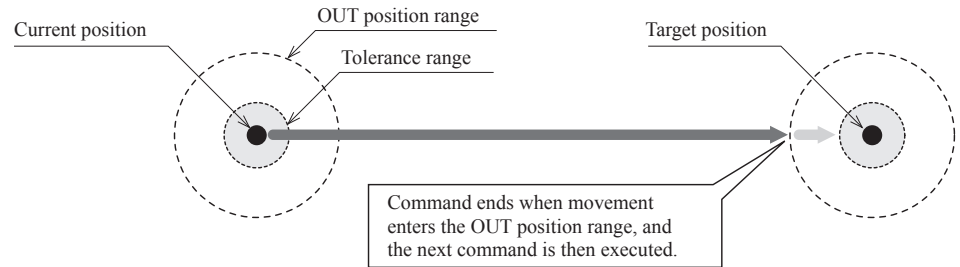 OUT position range
Current position
Target position
Tolerance range
Command ends when movement
enters the OUT position range, and
the next command is then executed.